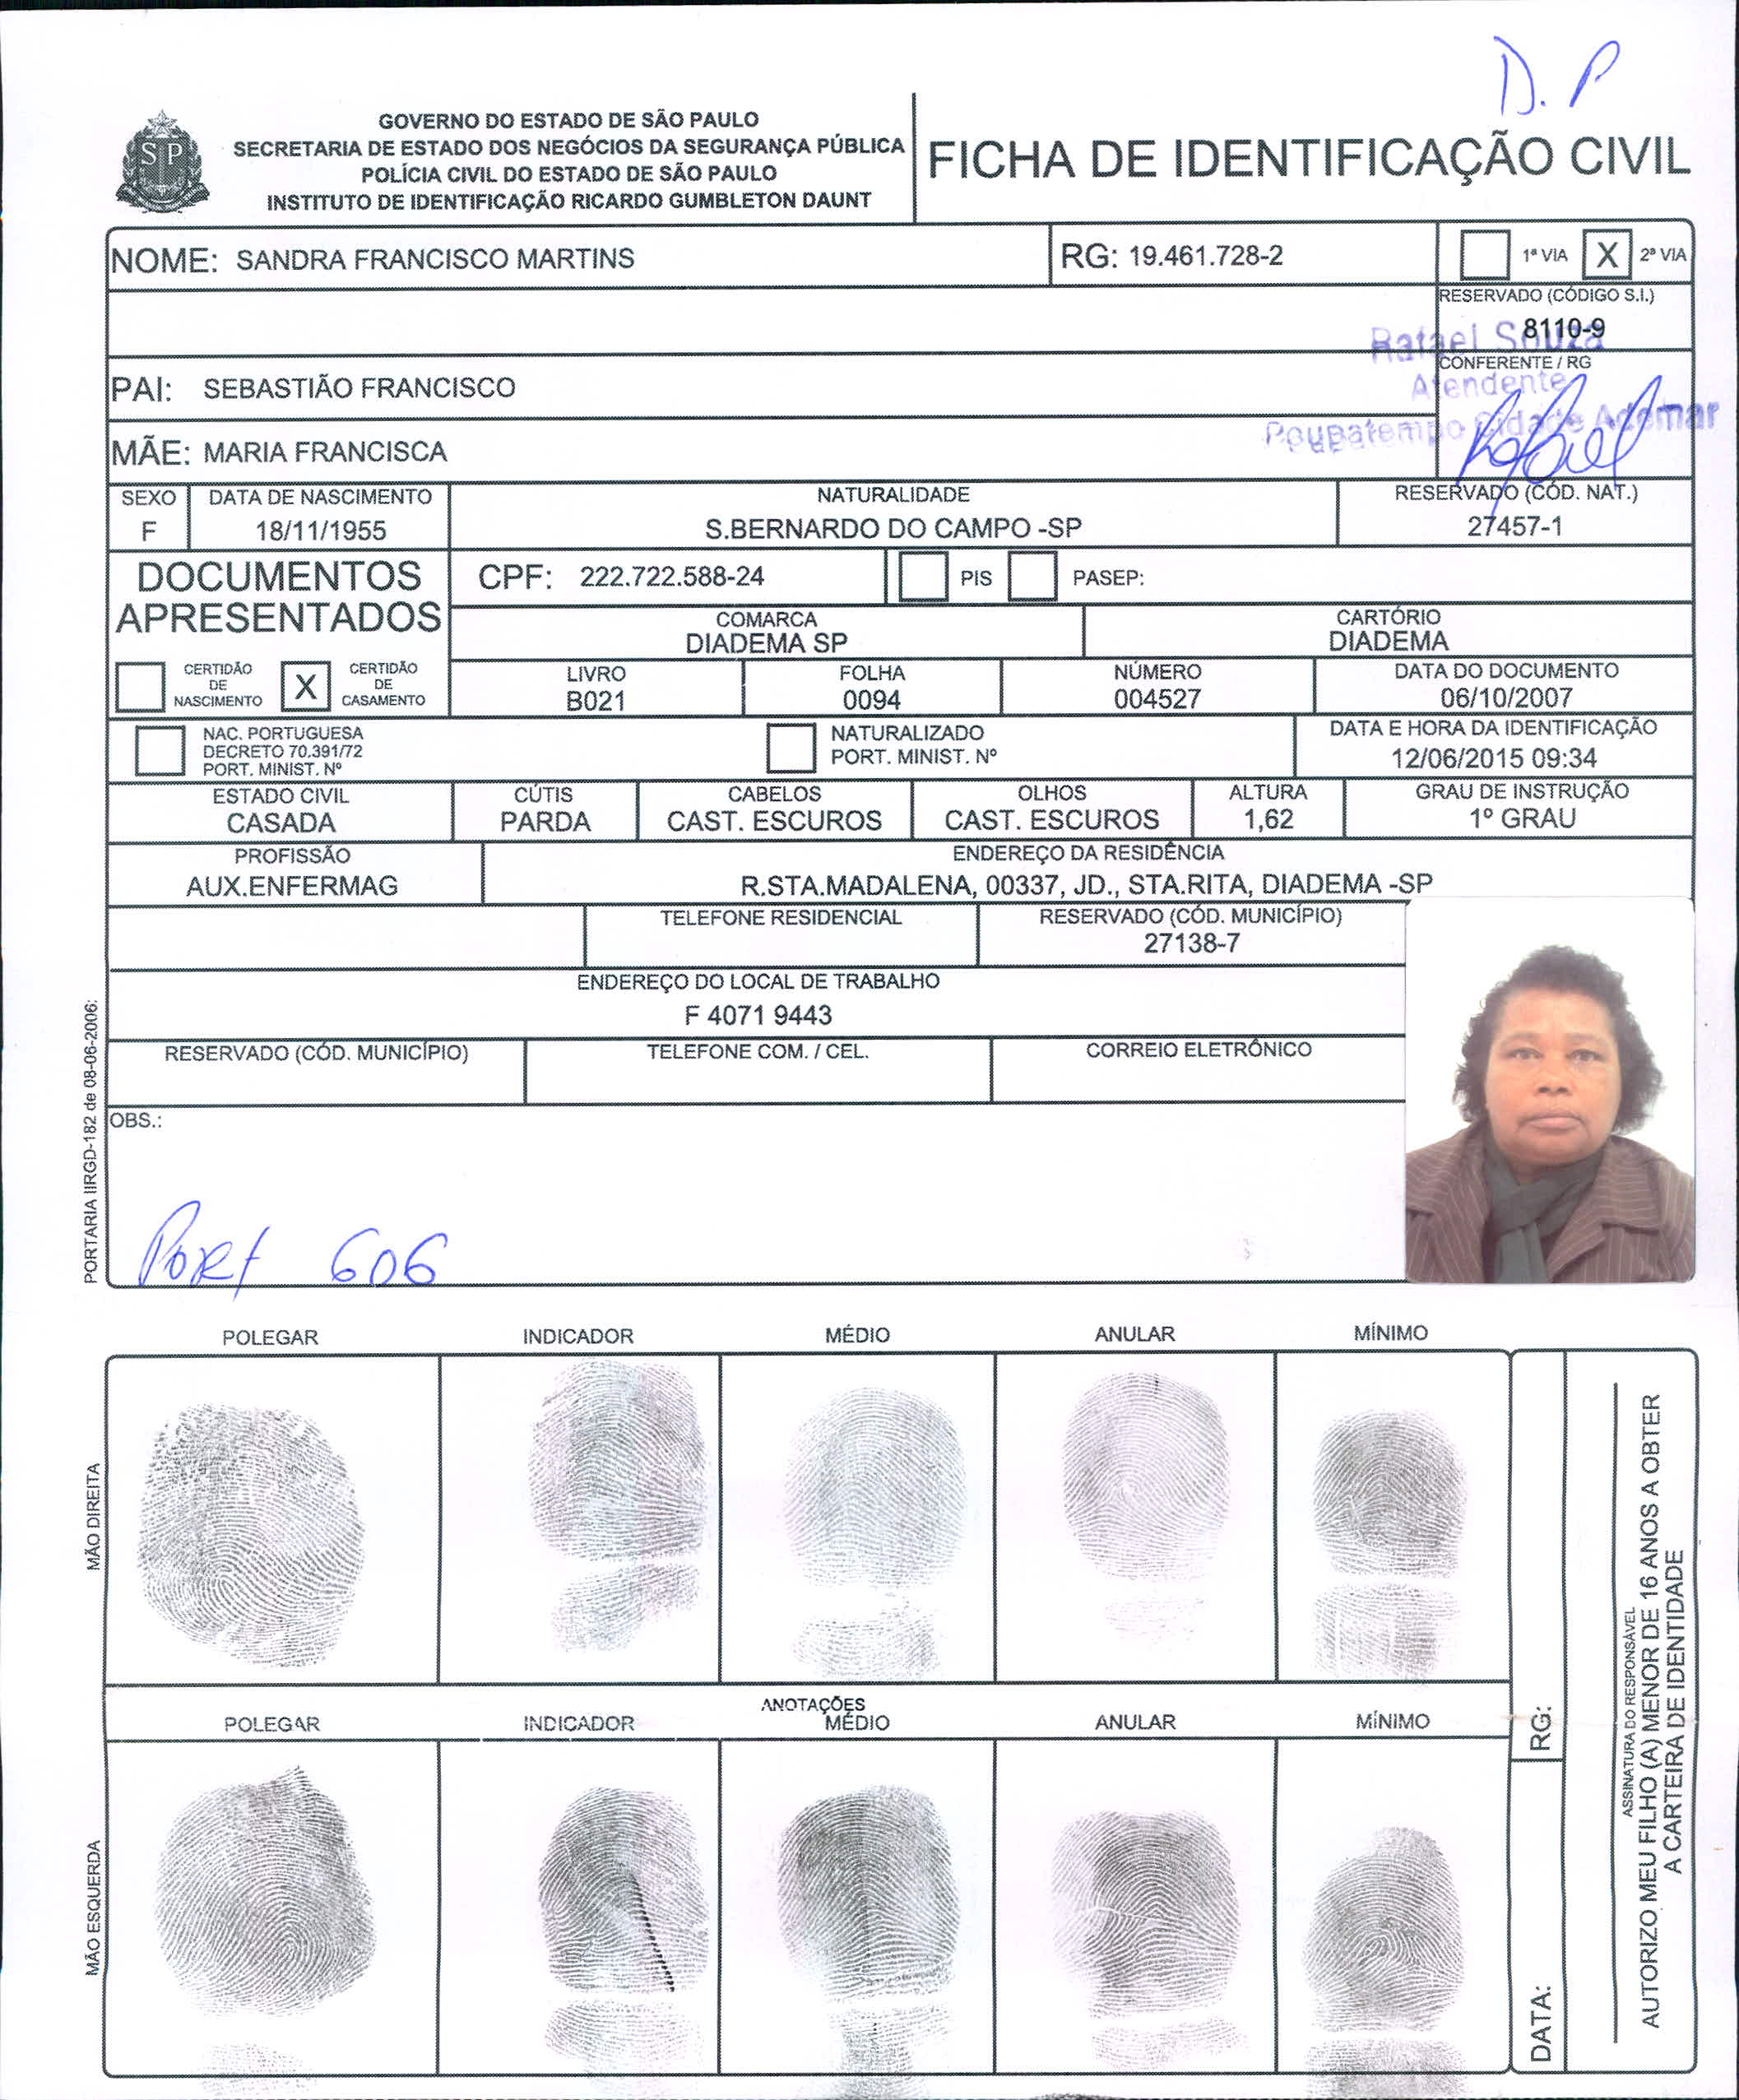 D. P
SP
GOVERNO DO ESTADO DE SÃO PAULO
SECRETARIA DE ESTADO DOS NEGÓCIOS DA SEGURANÇA PÚBLICA
POLÍCIA CIVIL DO ESTADO DE SÃO PAULO
INSTITUTO DE IDENTIFICAÇÃO RICARDO GUMBLETON DAUNT
FICHA DE IDENTIFICAÇÃO CIVIL
NOME: SANDRA FRANCISCO MARTINS RG: 19.461.728-2 1ª VIA X 2ª VIA
RESERVADO (CÓDIGO S.I.)
8110-9
Rafael Souza
CONFERENTE / RG
Atendente
Poupatempo Cidade Ademar
Rafael
PAI: SEBASTIÃO FRANCISCO
MÃE: MARIA FRANCISCA
SEXO DATA DE NASCIMENTO NATURALIDADE RESERVADO (CÓD. NAT.)
F 18/11/1955 S.BERNARDO DO CAMPO -SP 27457-1
DOCUMENTOS
APRESENTADOS
CPF: 222.722.588-24 PIS PASEP:
COMARCA CARTÓRIO
DIADEMA SP DIADEMA
CERTIDÃO DE NASCIMENTO X CERTIDÃO DE CASAMENTO
LIVRO FOLHA NÚMERO DATA DO DOCUMENTO
B021 0094 004527 06/10/2007
NAC. PORTUGUESA
DECRETO 70.391/72
PORT. MINIST. Nº
NATURALIZADO
PORT. MINIST. Nº
DATA E HORA DA IDENTIFICAÇÃO
12/06/2015 09:34
ESTADO CIVIL CÚTIS CABELOS OLHOS ALTURA GRAU DE INSTRUÇÃO
CASADA PARDA CAST. ESCUROS CAST. ESCUROS 1,62 1º GRAU
PROFISSÃO ENDEREÇO DA RESIDÊNCIA
AUX.ENFERMAG R.STA.MADALENA, 00337, JD., STA.RITA, DIADEMA -SP
TELEFONE RESIDENCIAL RESERVADO (CÓD. MUNICÍPIO)
27138-7
ENDEREÇO DO LOCAL DE TRABALHO
F 4071 9443
RESERVADO (CÓD. MUNICÍPIO) TELEFONE COM. / CEL. CORREIO ELETRÔNICO
OBS.:
Port 606
PORTARIA IIRGD-182 de 08-06-2006:
POLEGAR INDICADOR MÉDIO ANULAR MÍNIMO
MÃO DIREITA
ANOTAÇÕES
POLEGAR INDICADOR MÉDIO ANULAR MÍNIMO
MÃO ESQUERDA
RG:
DATA:
ASSINATURA DO RESPONSÁVEL
AUTORIZO MEU FILHO (A) MENOR DE 16 ANOS A OBTER
A CARTEIRA DE IDENTIDADE